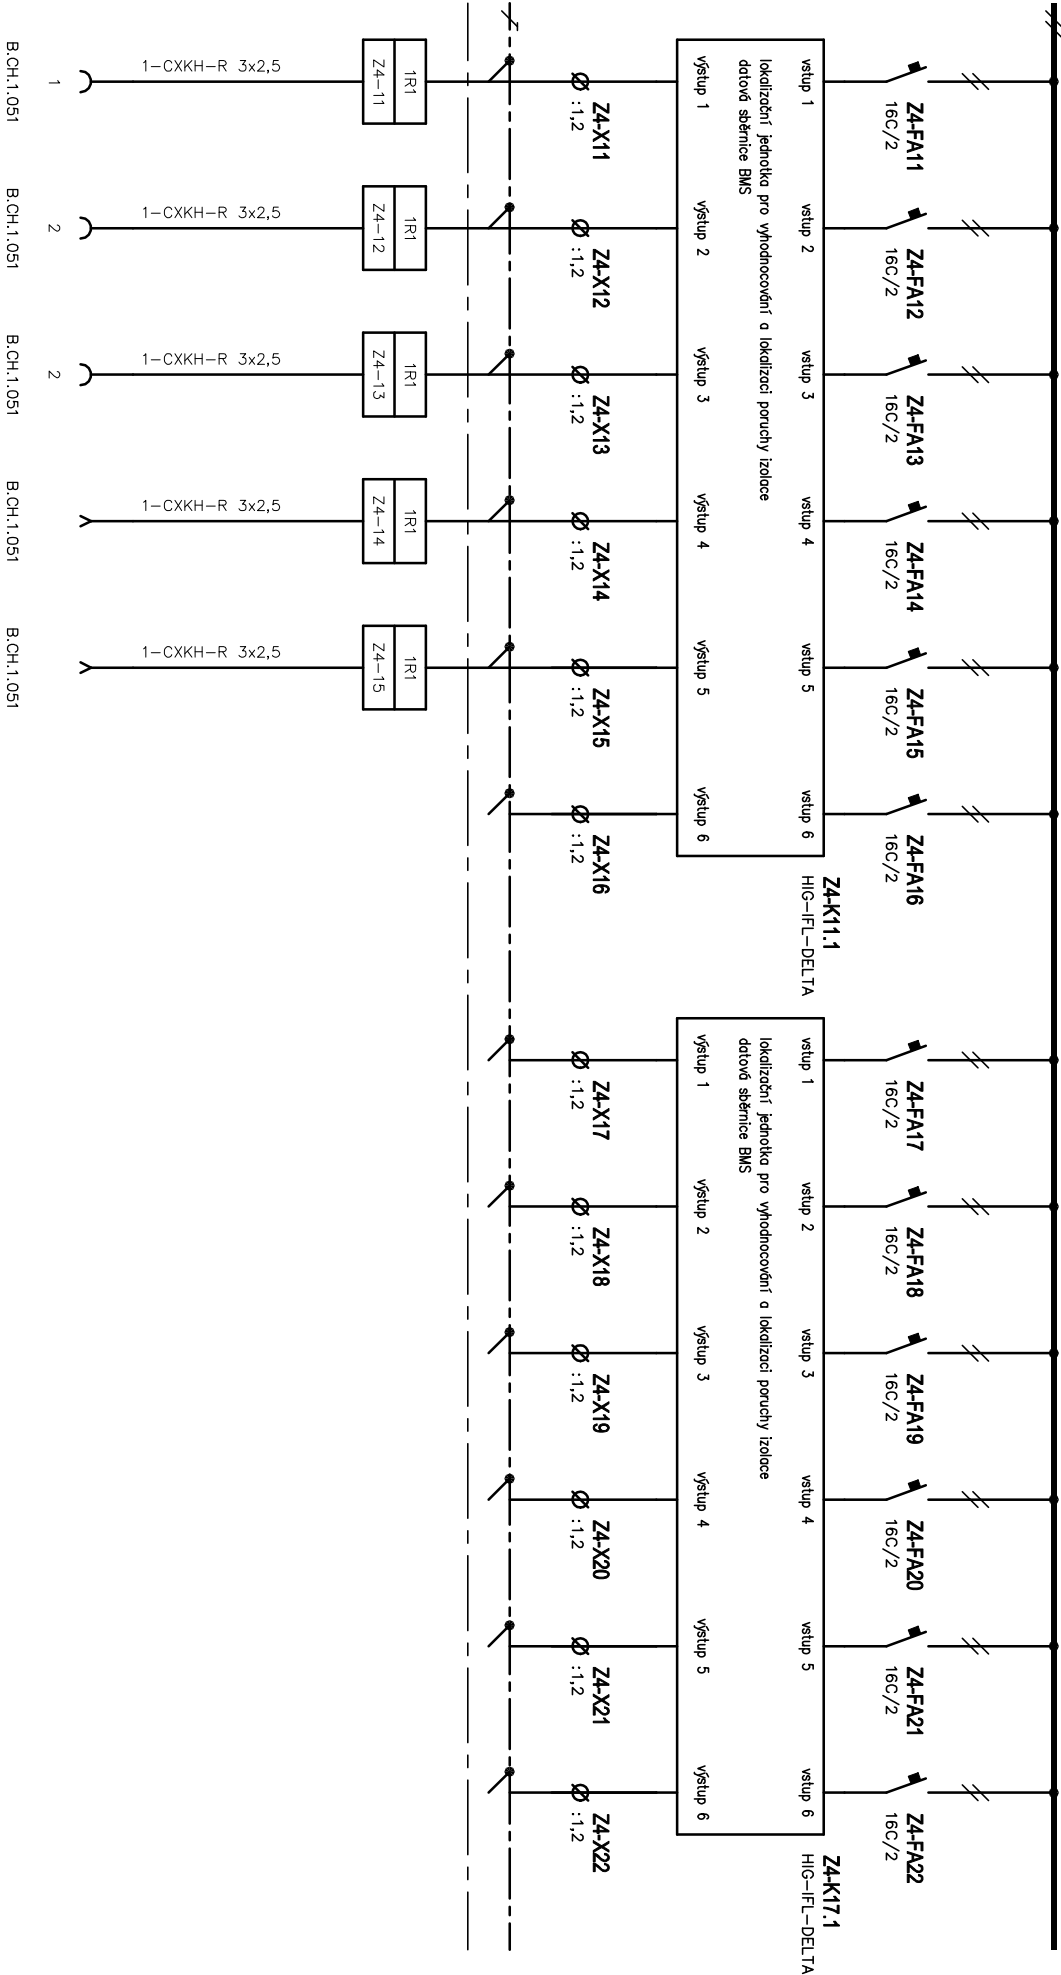 Z4-FA11
16C/2
Z4-FA12
16C/2
Z4-FA13
16C/2
Z4-FA14
16C/2
Z4-FA15
16C/2
Z4-FA16
16C/2
Z4-FA17
16C/2
Z4-FA18
16C/2
Z4-FA19
16C/2
Z4-FA20
16C/2
Z4-FA21
16C/2
Z4-FA22
16C/2
Z4-K11.1
HIG-IFL-DELTA
vstup 1
vstup 2
vstup 3
vstup 4
vstup 5
vstup 6
lokalizační jednotka pro vyhodnocování a lokalizaci poruchy izolace
datová sběrnice BMS
výstup 1
výstup 2
výstup 3
výstup 4
výstup 5
výstup 6
Z4-K17.1
HIG-IFL-DELTA
vstup 1
vstup 2
vstup 3
vstup 4
vstup 5
vstup 6
lokalizační jednotka pro vyhodnocování a lokalizaci poruchy izolace
datová sběrnice BMS
výstup 1
výstup 2
výstup 3
výstup 4
výstup 5
výstup 6
Z4-X11
:1,2
Z4-X12
:1,2
Z4-X13
:1,2
Z4-X14
:1,2
Z4-X15
:1,2
Z4-X16
:1,2
Z4-X17
:1,2
Z4-X18
:1,2
Z4-X19
:1,2
Z4-X20
:1,2
Z4-X21
:1,2
Z4-X22
:1,2
1R1
Z4-11
1R1
Z4-12
1R1
Z4-13
1R1
Z4-14
1R1
Z4-15
1-CXKH-R 3x2,5
1-CXKH-R 3x2,5
1-CXKH-R 3x2,5
1-CXKH-R 3x2,5
1-CXKH-R 3x2,5
1
2
2
B.CH.1.051
B.CH.1.051
B.CH.1.051
B.CH.1.051
B.CH.1.051